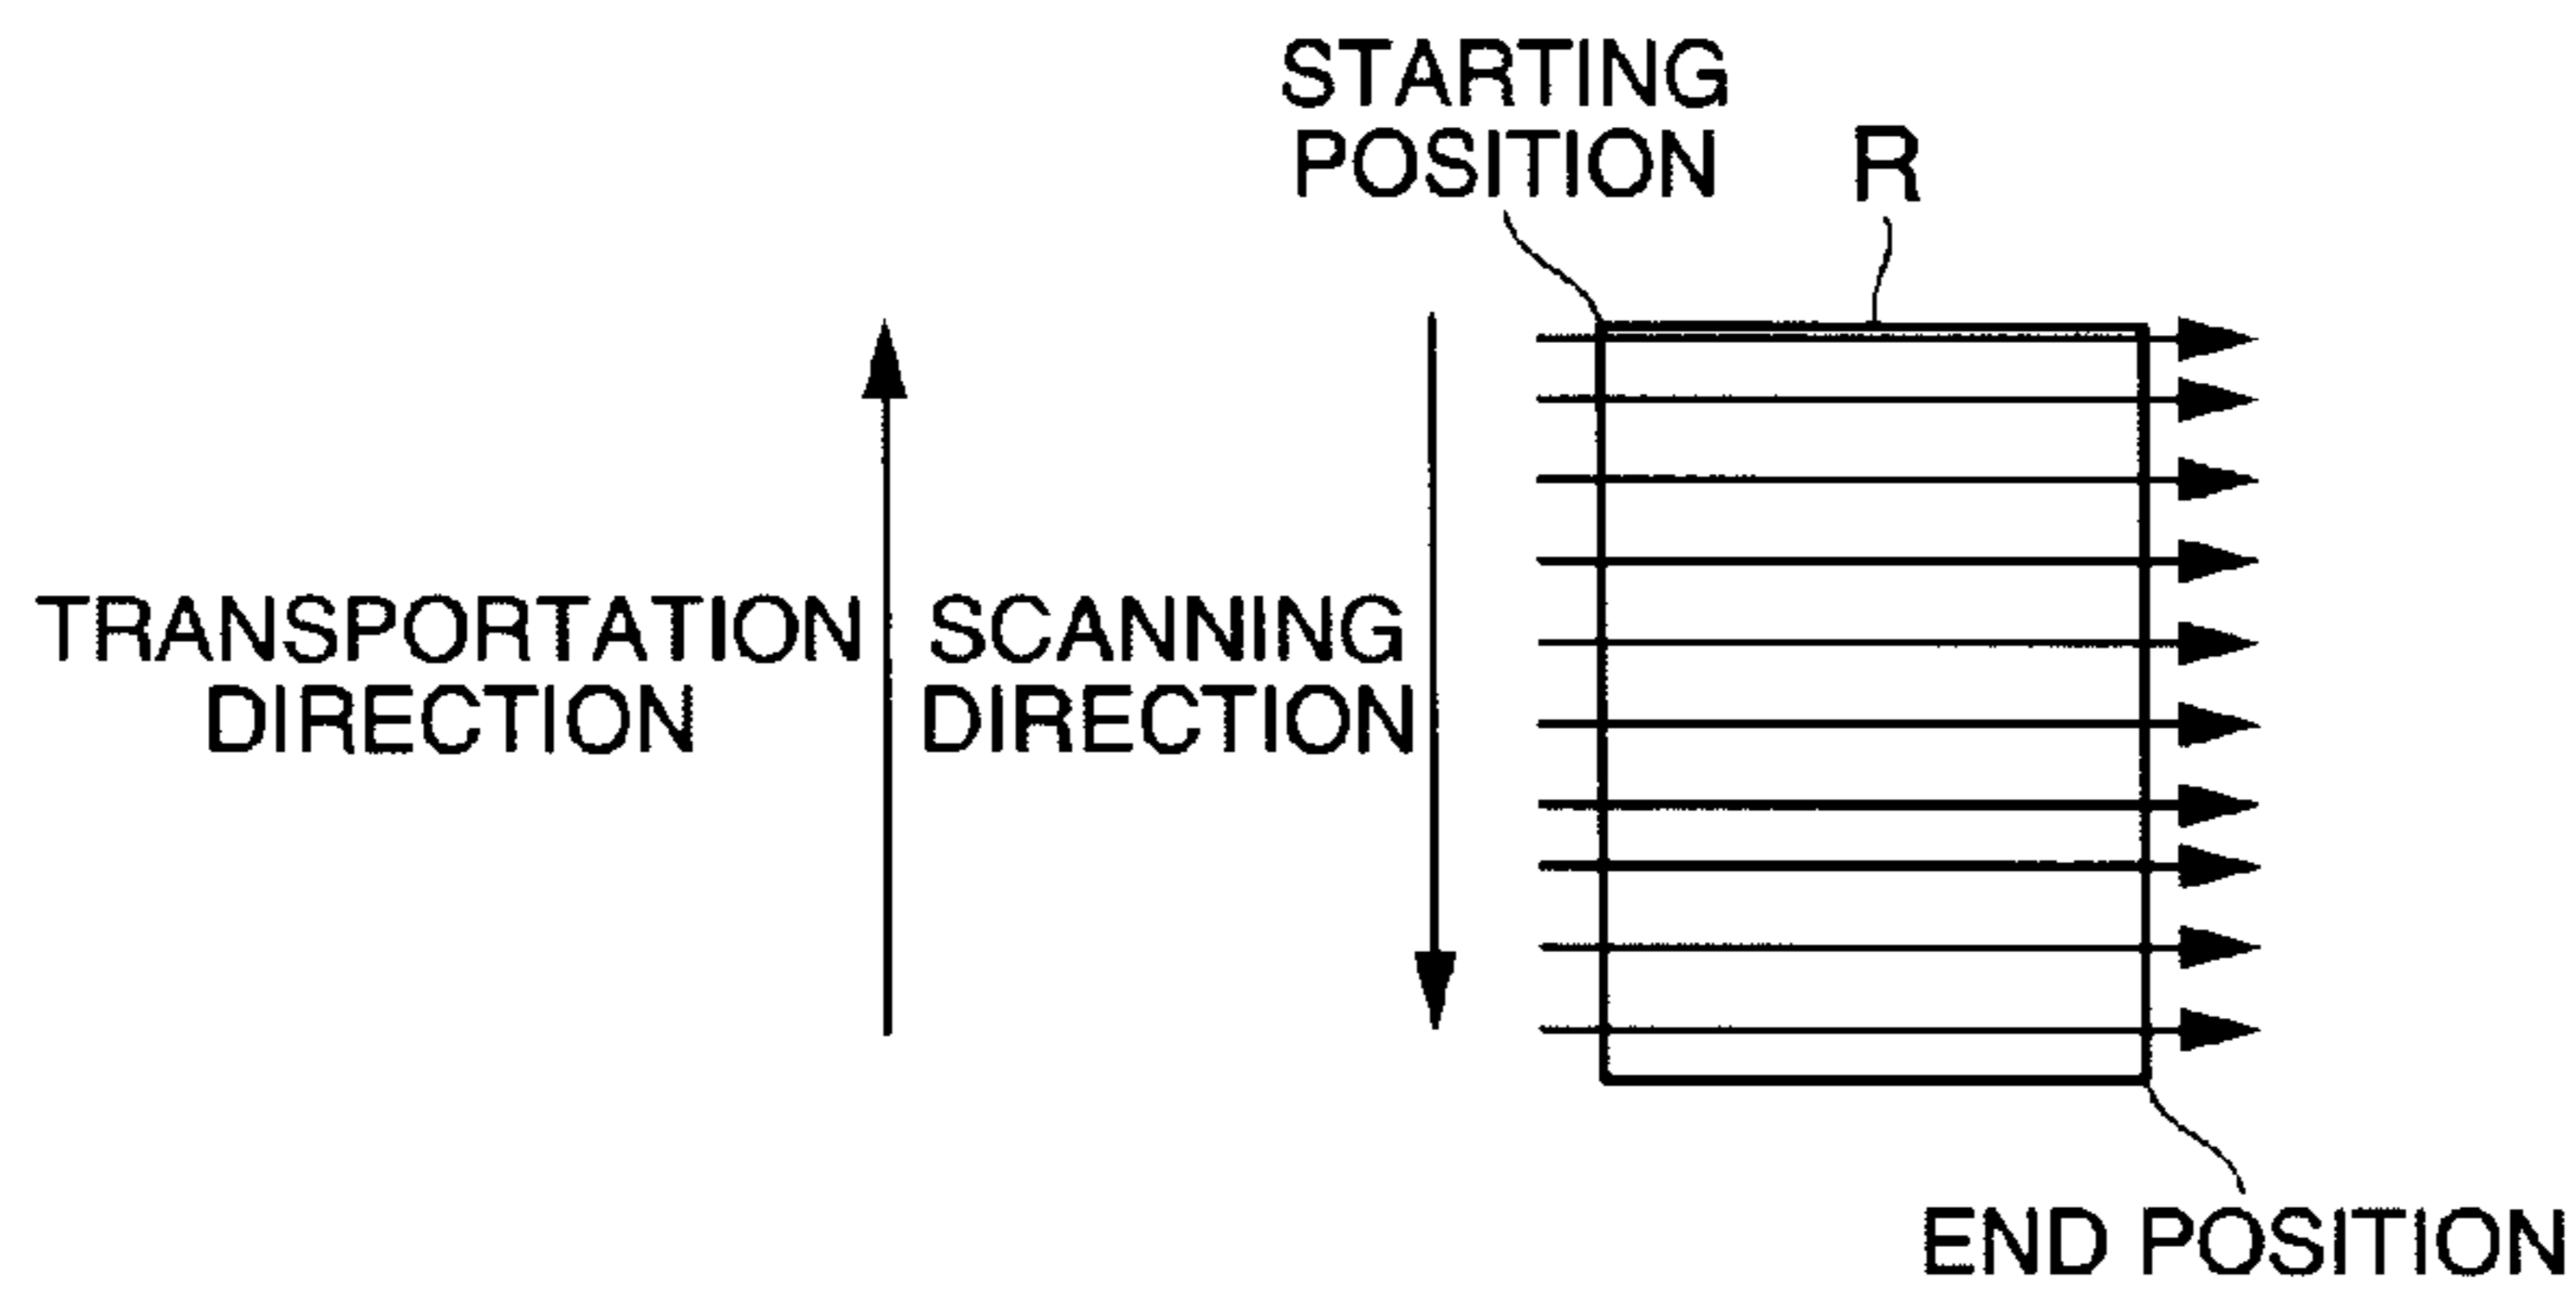 STARTING
POSITION
R
TRANSPORTATION
DIRECTION
SCANNING
DIRECTION
END POSITION